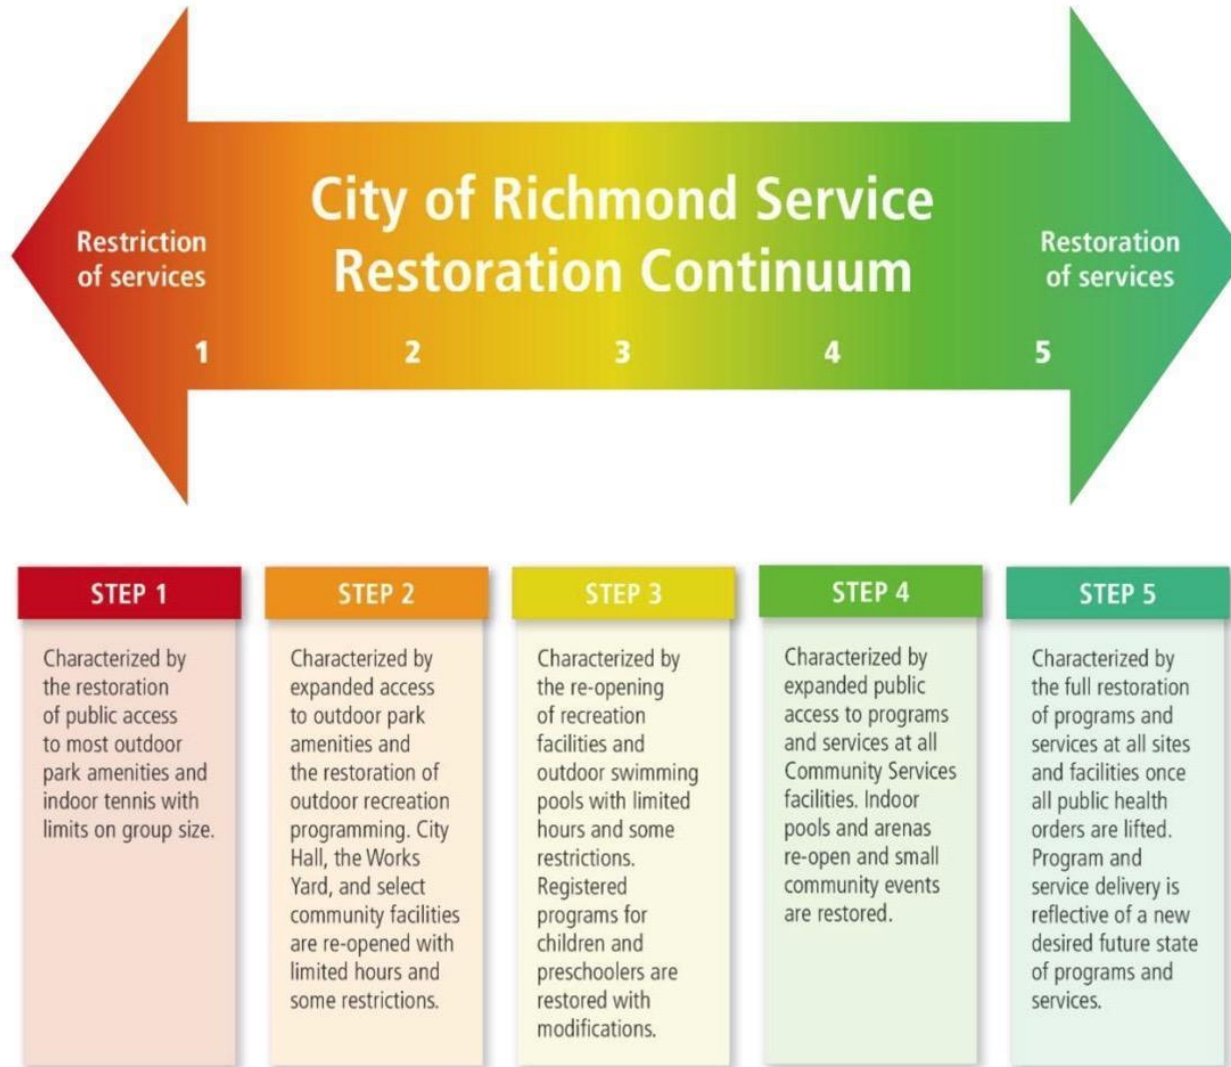 City of Richmond Service
Restoration Continuum
Restriction
of services
Restoration
of services
1
2
3
4
5
STEP 1
Characterized by
the restoration
of public access
to most outdoor
park amenities and
indoor tennis with
limits on group size.
STEP 2
Characterized by
expanded access
to outdoor park
amenities and
the restoration of
outdoor recreation
programming. City
Hall, the Works
Yard, and select
community facilities
are re-opened with
limited hours and
some restrictions.
STEP 3
Characterized by
the re-opening
of recreation
facilities and
outdoor swimming
pools with limited
hours and some
restrictions.
Registered
programs for
children and
preschoolers are
restored with
modifications.
STEP 4
Characterized by
expanded public
access to programs
and services at all
Community Services
facilities. Indoor
pools and arenas
re-open and small
community events
are restored.
STEP 5
Characterized by
the full restoration
of programs and
services at all sites
and facilities once
all public health
orders are lifted.
Program and
service delivery is
reflective of a new
desired future state
of programs and
services.